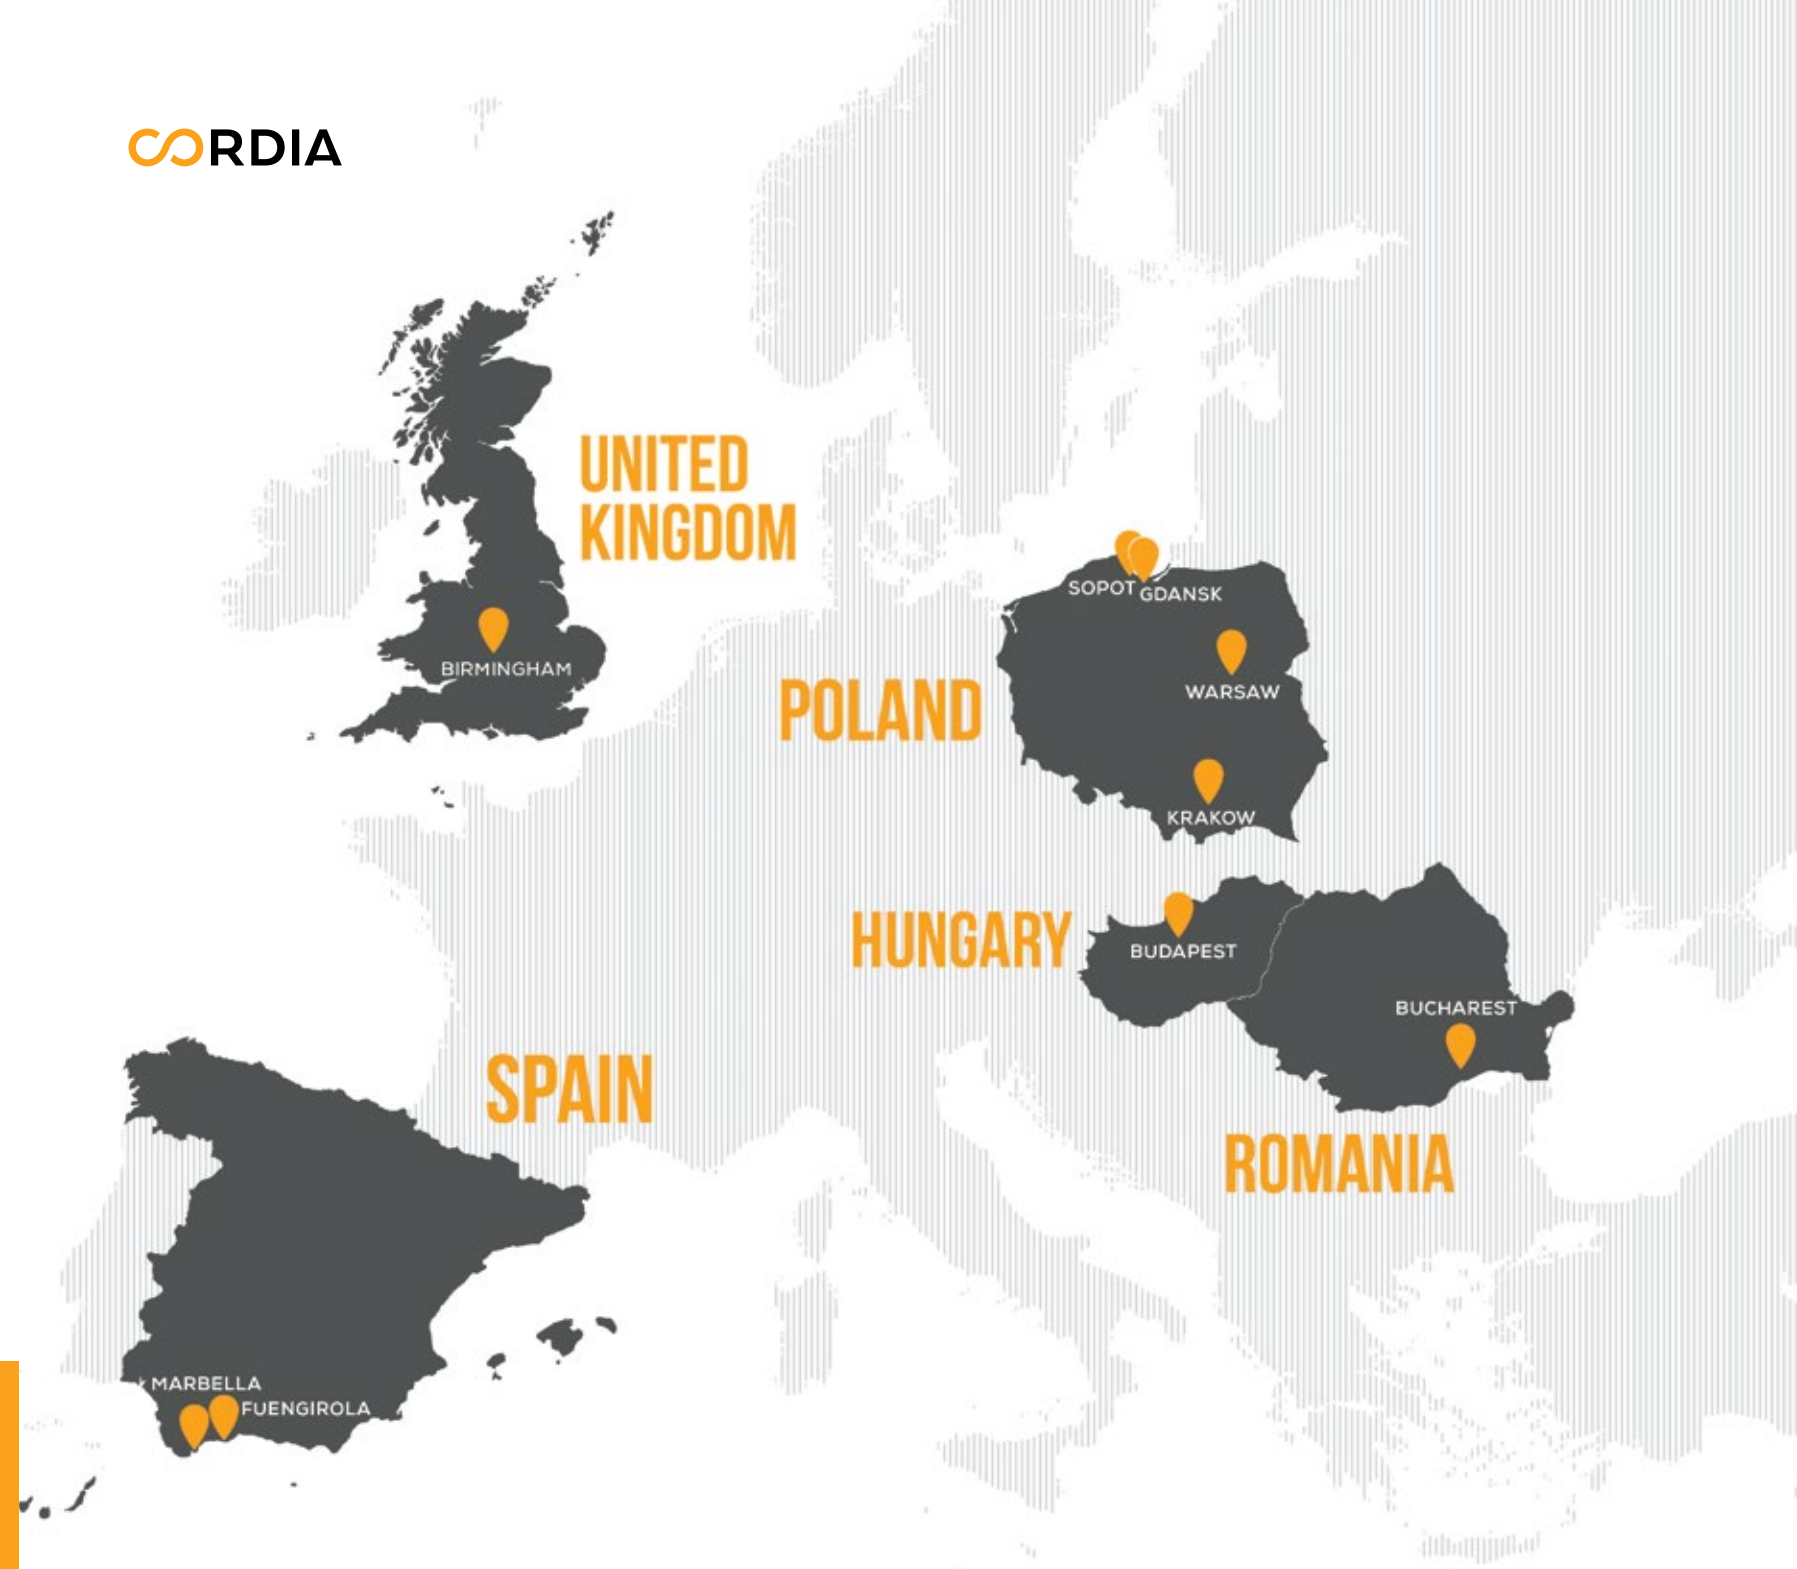 CORDIA
UNITED
KINGDOM
BIRMINGHAM
SOPOT
GDANSK
WARSAW
POLAND
KRAKOW
HUNGARY
BUDAPEST
BUCHAREST
SPAIN
ROMANIA
MARBELLA
FUENGIROLA